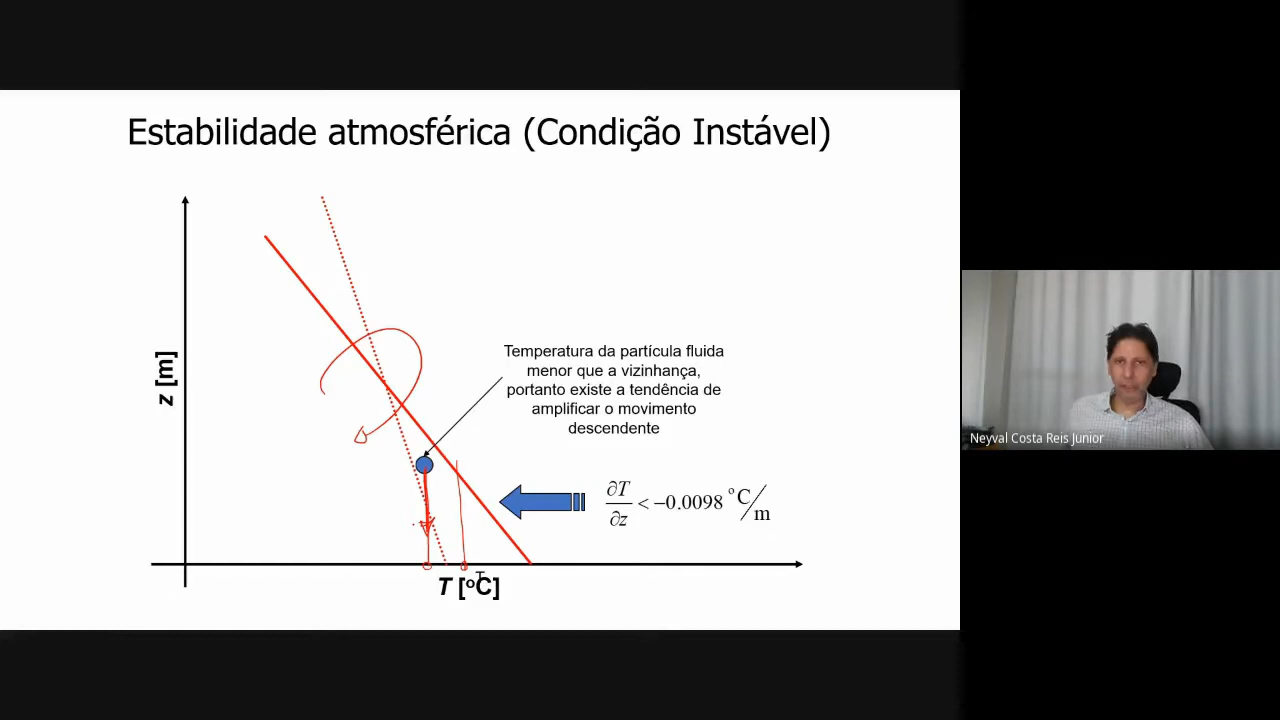 Estabilidade atmosférica (Condição Instável)
z [m]
Temperatura da partícula fluida
menor que a vizinhança,
portanto existe a tendência de
amplificar o movimento
descendente
∂T/∂z < −0.0098 °C/m
T
T [ºC]
Neyval Costa Reis Junior